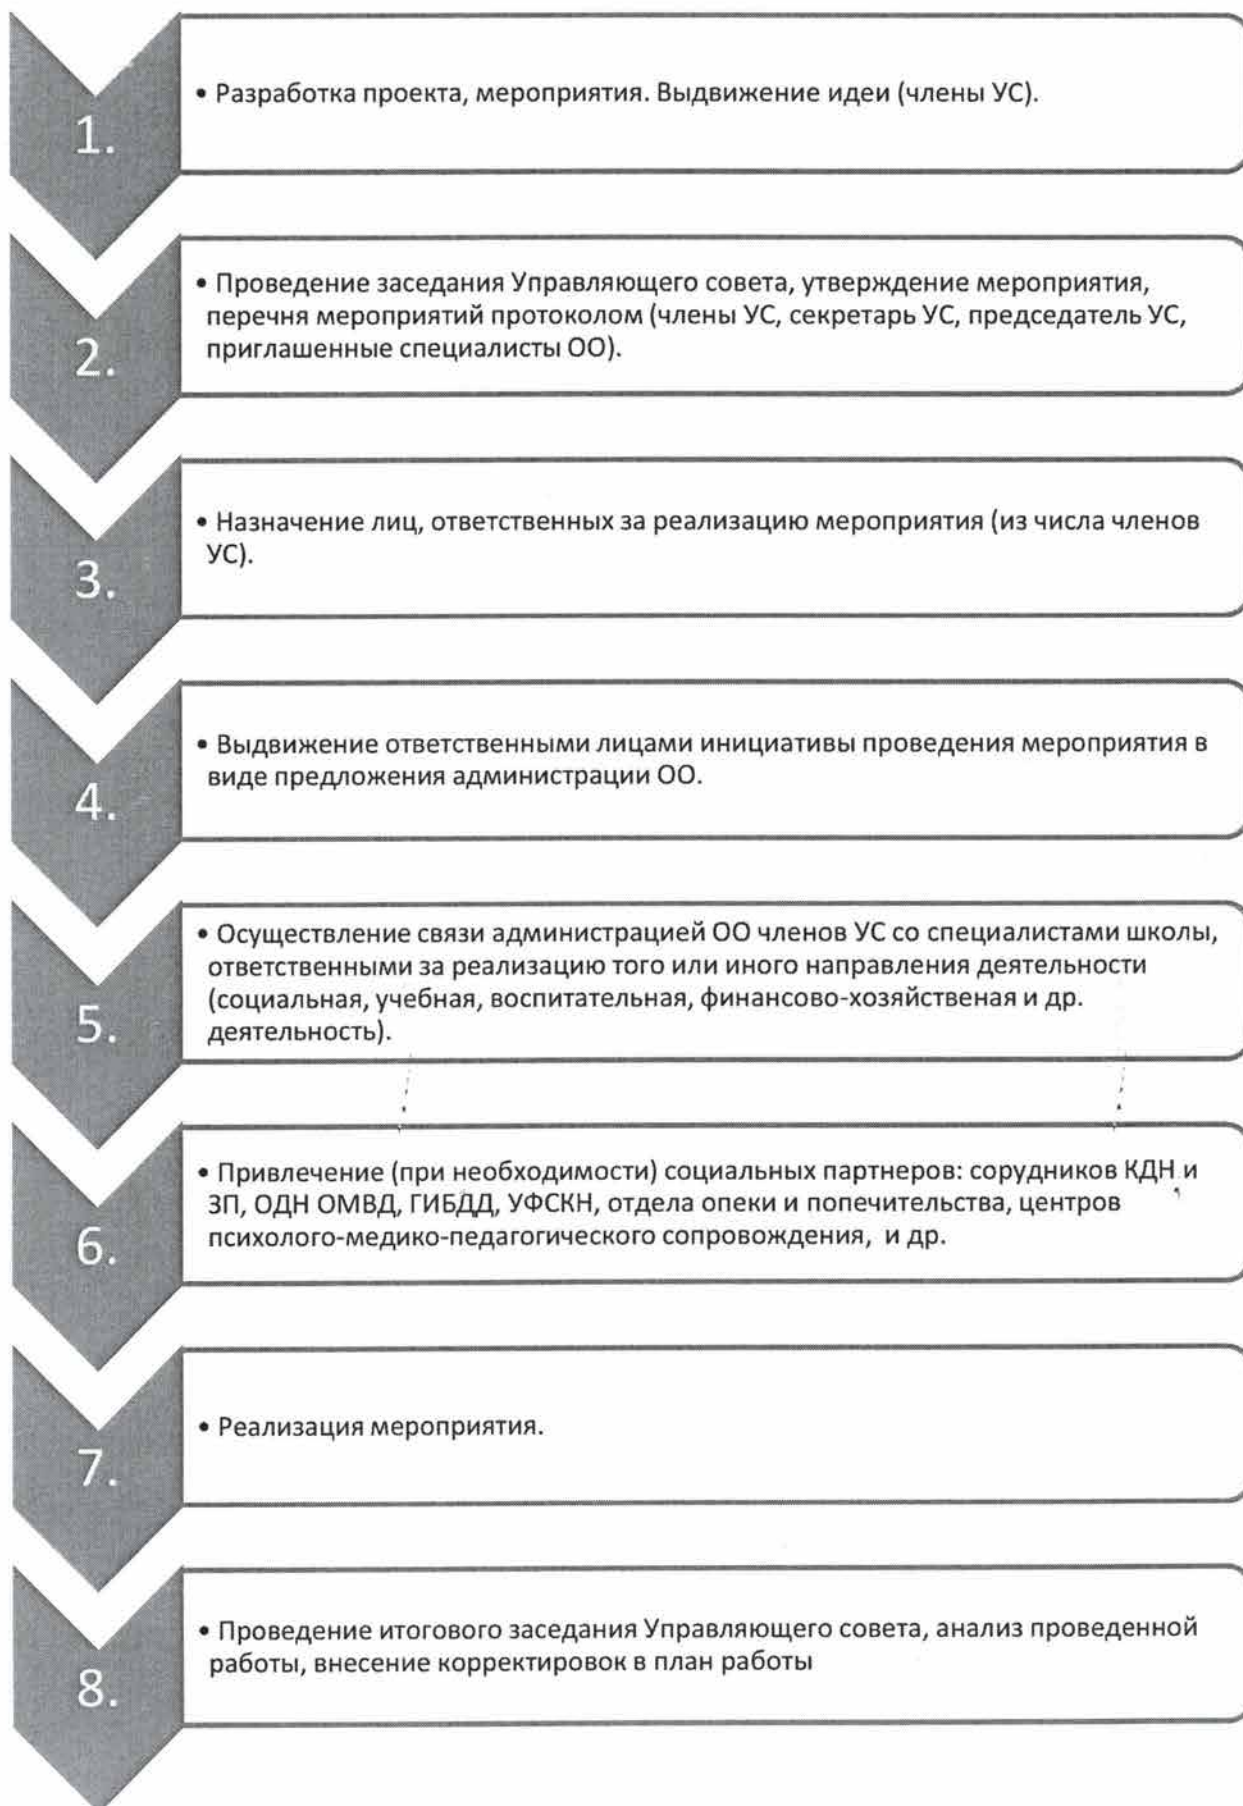 1.
• Разработка проекта, мероприятия. Выдвижение идеи (члены УС).
2.
• Проведение заседания Управляющего совета, утверждение мероприятия,
перечня мероприятий протоколом (члены УС, секретарь УС, председатель УС,
приглашенные специалисты ОО).
3.
• Назначение лиц, ответственных за реализацию мероприятия (из числа членов
УС).
4.
• Выдвижение ответственными лицами инициативы проведения мероприятия в
виде предложения администрации ОО.
5.
• Осуществление связи администрацией ОО членов УС со специалистами школы,
ответственными за реализацию того или иного направления деятельности
(социальная, учебная, воспитательная, финансово-хозяйственая и др.
деятельность).
6.
• Привлечение (при необходимости) социальных партнеров: сорудников КДН и
ЗП, ОДН ОМВД, ГИБДД, УФСКН, отдела опеки и попечительства, центров
психолого-медико-педагогического сопровождения, и др.
7.
• Реализация мероприятия.
8.
• Проведение итогового заседания Управляющего совета, анализ проведенной
работы, внесение корректировок в план работы